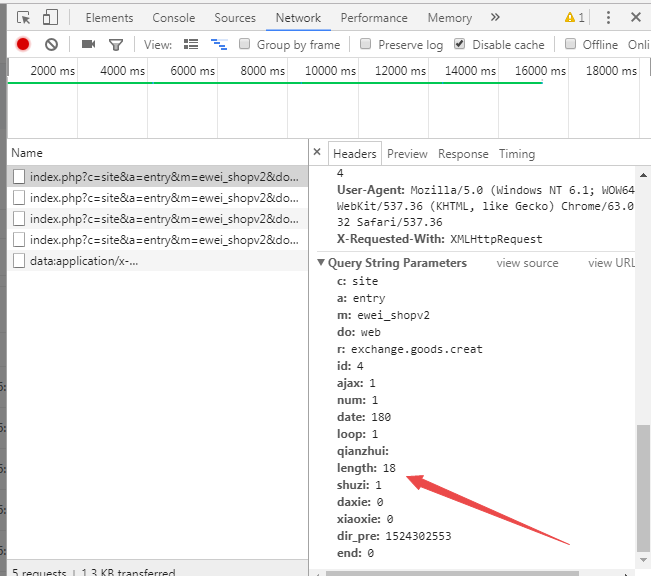 Elements Console Sources Network Performance Memory » 1
View: Group by frame Preserve log Disable cache Offline Onli
2000 ms 4000 ms 6000 ms 8000 ms 10000 ms 12000 ms 14000 ms 16000 ms 18000 ms
Name
index.php?c=site&a=entry&m=ewei_shopv2&do...
index.php?c=site&a=entry&m=ewei_shopv2&do...
index.php?c=site&a=entry&m=ewei_shopv2&do...
index.php?c=site&a=entry&m=ewei_shopv2&do...
data:application/x-...
5 requests | 1.3 KB transferred
× Headers Preview Response Timing
4
User-Agent: Mozilla/5.0 (Windows NT 6.1; WOW64
WebKit/537.36 (KHTML, like Gecko) Chrome/63.0
32 Safari/537.36
X-Requested-With: XMLHttpRequest
▼ Query String Parameters view source view URL
c: site
a: entry
m: ewei_shopv2
do: web
r: exchange.goods.creat
id: 4
ajax: 1
num: 1
date: 180
loop: 1
qianzhui:
length: 18
shuzi: 1
daxie: 0
xiaoxie: 0
dir_pre: 1524302553
end: 0